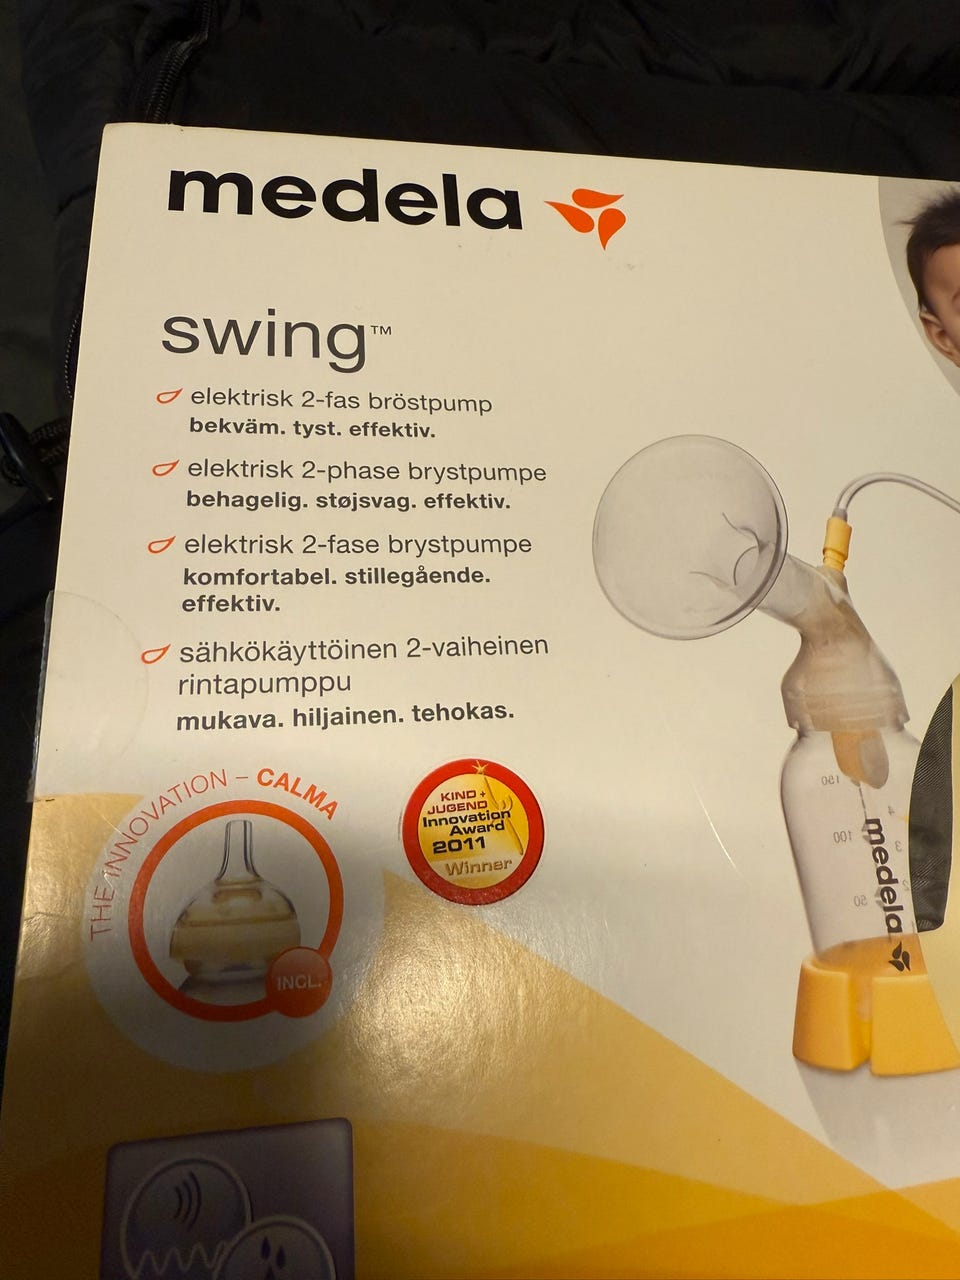 medela
swing™
elektrisk 2-fas bröstpump
bekväm. tyst. effektiv.
elektrisk 2-phase brystpumpe
behagelig. støjsvag. effektiv.
elektrisk 2-fase brystpumpe
komfortabel. stillegående.
effektiv.
sähkökäyttöinen 2-vaiheinen
rintapumppu
mukava. hiljainen. tehokas.
THE INNOVATION – CALMA
INCL.
KIND +
JUGEND
Innovation
Award
2011
Winner
150
100
50
4
3
medela